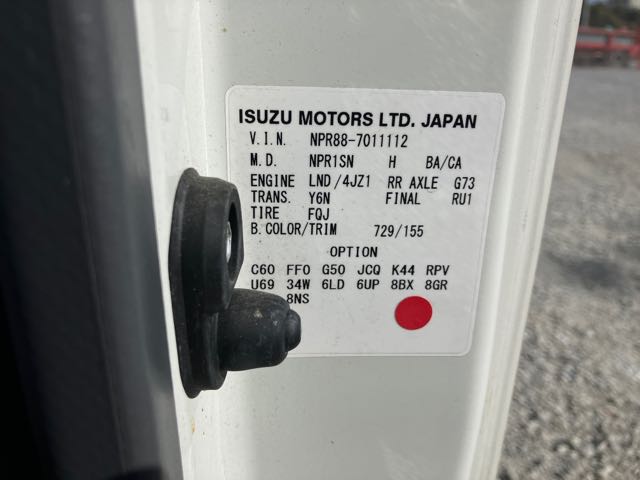 ISUZU MOTORS LTD. JAPAN
V.I.N. NPR88-7011112
M.D. NPR1SN H BA/CA
ENGINE LND/4JZ1 RR AXLE G73
TRANS. Y6N FINAL RU1
TIRE FQJ
B.COLOR/TRIM 729/155
OPTION
C60 FF0 G50 JCQ K44 RPV
U69 34W 6LD 6UP 8BX 8GR
8NS